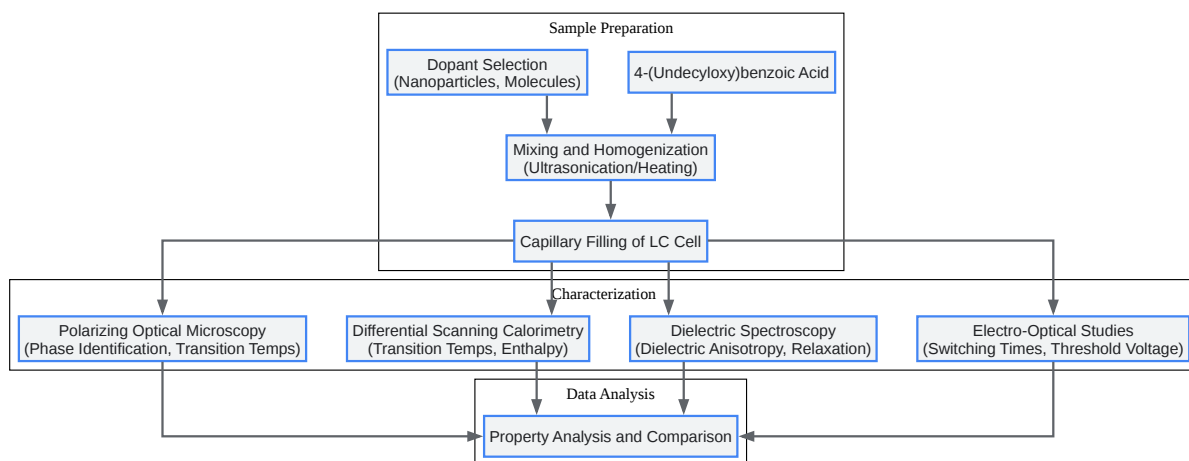 Sample Preparation
Dopant Selection
(Nanoparticles, Molecules)
4-(Undecyloxy)benzoic Acid
Mixing and Homogenization
(Ultrasonication/Heating)
Capillary Filling of LC Cell
Characterization
Polarizing Optical Microscopy
(Phase Identification, Transition Temps)
Differential Scanning Calorimetry
(Transition Temps, Enthalpy)
Dielectric Spectroscopy
(Dielectric Anisotropy, Relaxation)
Electro-Optical Studies
(Switching Times, Threshold Voltage)
Data Analysis
Property Analysis and Comparison